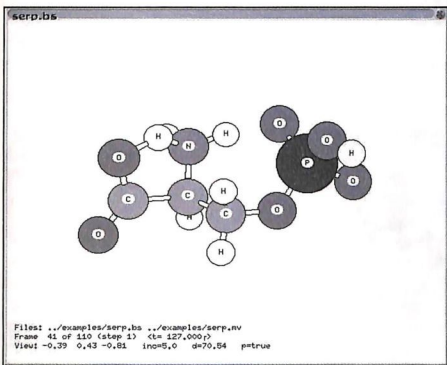 serp.bs
H
N
H
O
O
O
H
P
O
C
C
H
C
O
H
O
H
Files: ../examples/serp.bs ../examples/serp.mv
Frame 41 of 110 (step 1) <t= 127.000
View: -0.39 0.43 -0.81 inc=5.0 d=70.54 p=true